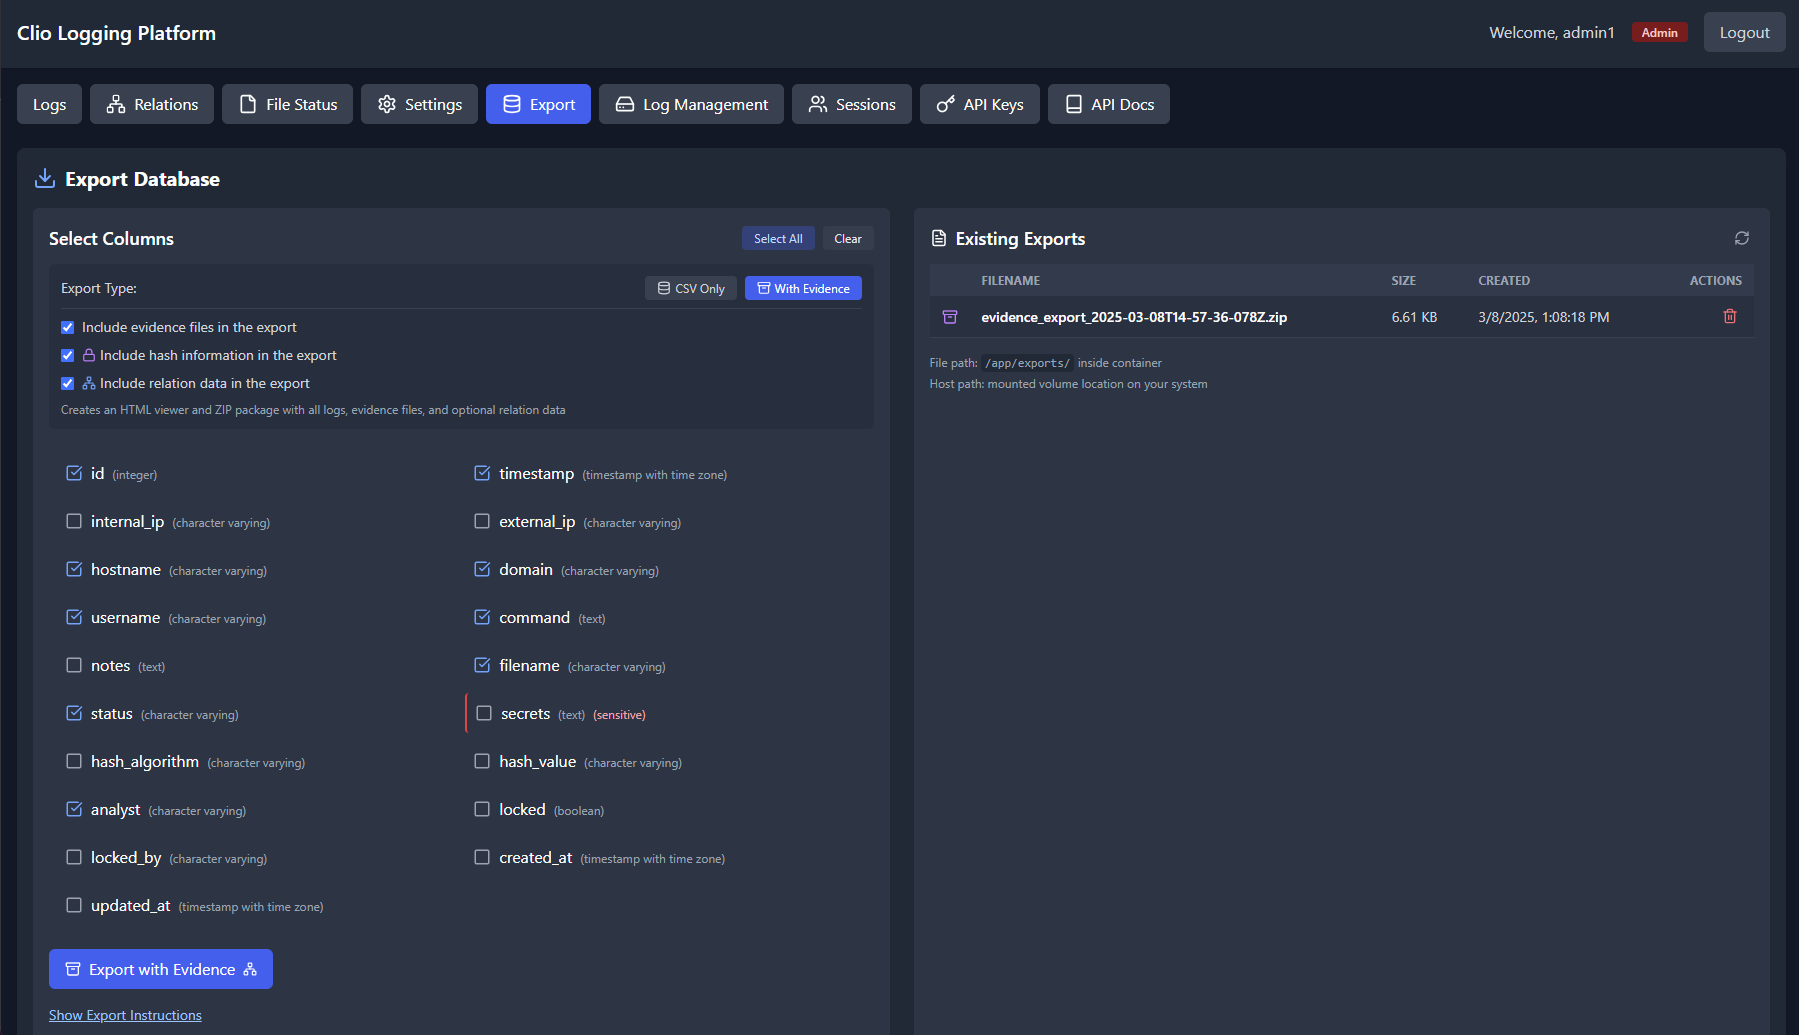 Clio Logging Platform
Welcome, admin1 Admin Logout
Logs Relations File Status Settings Export Log Management Sessions API Keys API Docs
Export Database
Select Columns Select All Clear
Export Type: CSV Only With Evidence
Include evidence files in the export
Include hash information in the export
Include relation data in the export
Creates an HTML viewer and ZIP package with all logs, evidence files, and optional relation data
id (integer) timestamp (timestamp with time zone)
internal_ip (character varying) external_ip (character varying)
hostname (character varying) domain (character varying)
username (character varying) command (text)
notes (text) filename (character varying)
status (character varying) secrets (text) (sensitive)
hash_algorithm (character varying) hash_value (character varying)
analyst (character varying) locked (boolean)
locked_by (character varying) created_at (timestamp with time zone)
updated_at (timestamp with time zone)
Export with Evidence
Show Export Instructions
Existing Exports
FILENAME SIZE CREATED ACTIONS
evidence_export_2025-03-08T14-57-36-078Z.zip 6.61 KB 3/8/2025, 1:08:18 PM
File path: /app/exports/ inside container
Host path: mounted volume location on your system